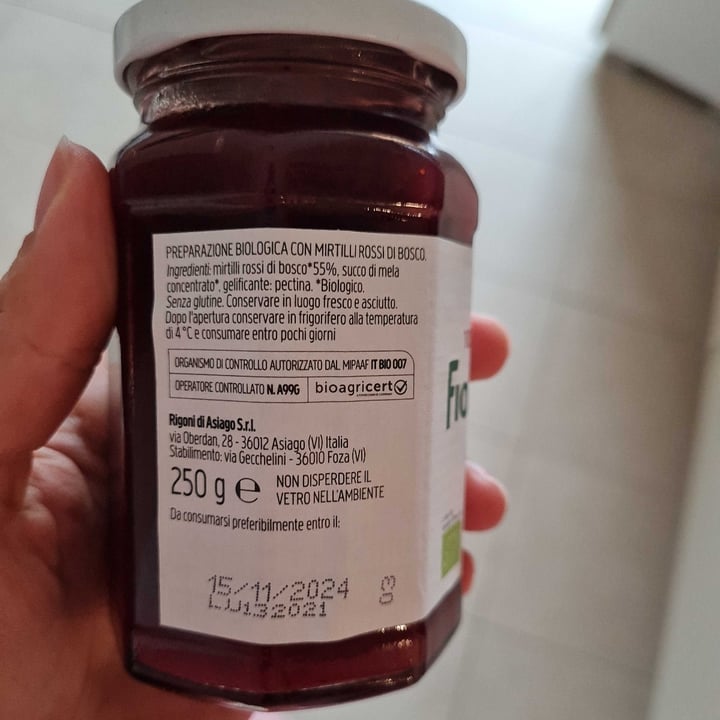 PREPARAZIONE BIOLOGICA CON MIRTILLI ROSSI DI BOSCO.
Ingredienti: mirtilli rossi di bosco*55%, succo di mela
concentrato*, gelificante: pectina. *Biologico.
Senza glutine. Conservare in luogo fresco e asciutto.
Dopo l'apertura conservare in frigorifero alla temperatura
di 4°C e consumare entro pochi giorni
ORGANISMO DI CONTROLLO AUTORIZZATO DAL MIPAAF IT BIO 007
OPERATORE CONTROLLATO N. A99G
bioagricert
Rigoni di Asiago S.r.l.
via Oberdan, 28 - 36012 Asiago (VI) Italia
Stabilimento: via Gecchelini - 36010 Foza (VI)
250 g e
NON DISPERDERE IL
VETRO NELL'AMBIENTE
Da consumarsi preferibilmente entro il:
15/11/2024
LU132021
03
Fio